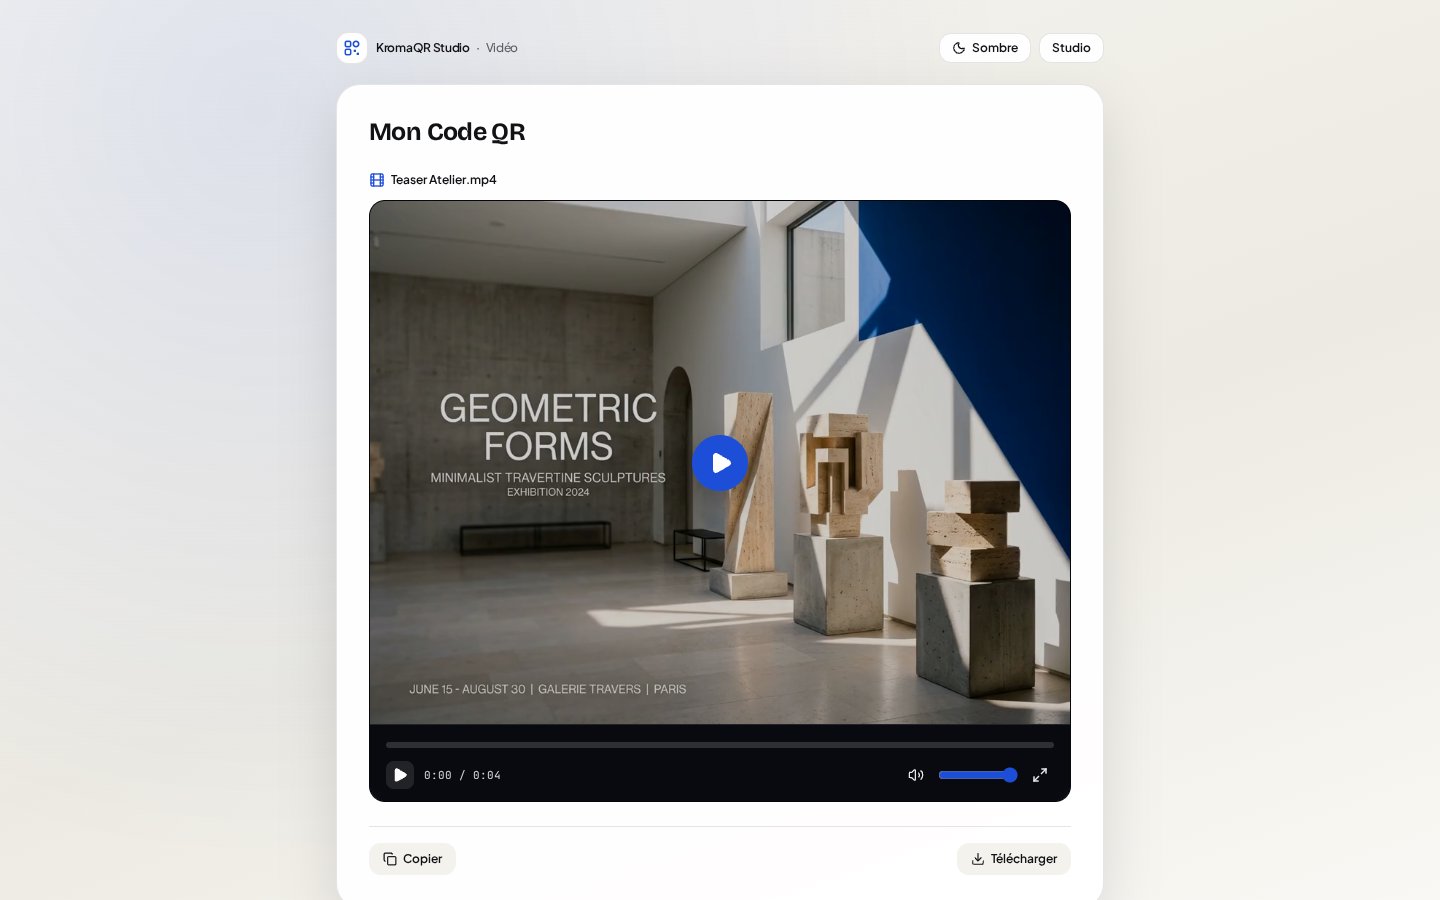 KromaQR Studio · Vidéo
Sombre
Studio
Mon Code QR
Teaser Atelier.mp4
GEOMETRIC
FORMS
MINIMALIST TRAVERTINE SCULPTURES
EXHIBITION 2024
JUNE 15 - AUGUST 30 | GALERIE TRAVERS | PARIS
0:00 / 0:04
Copier
Télécharger